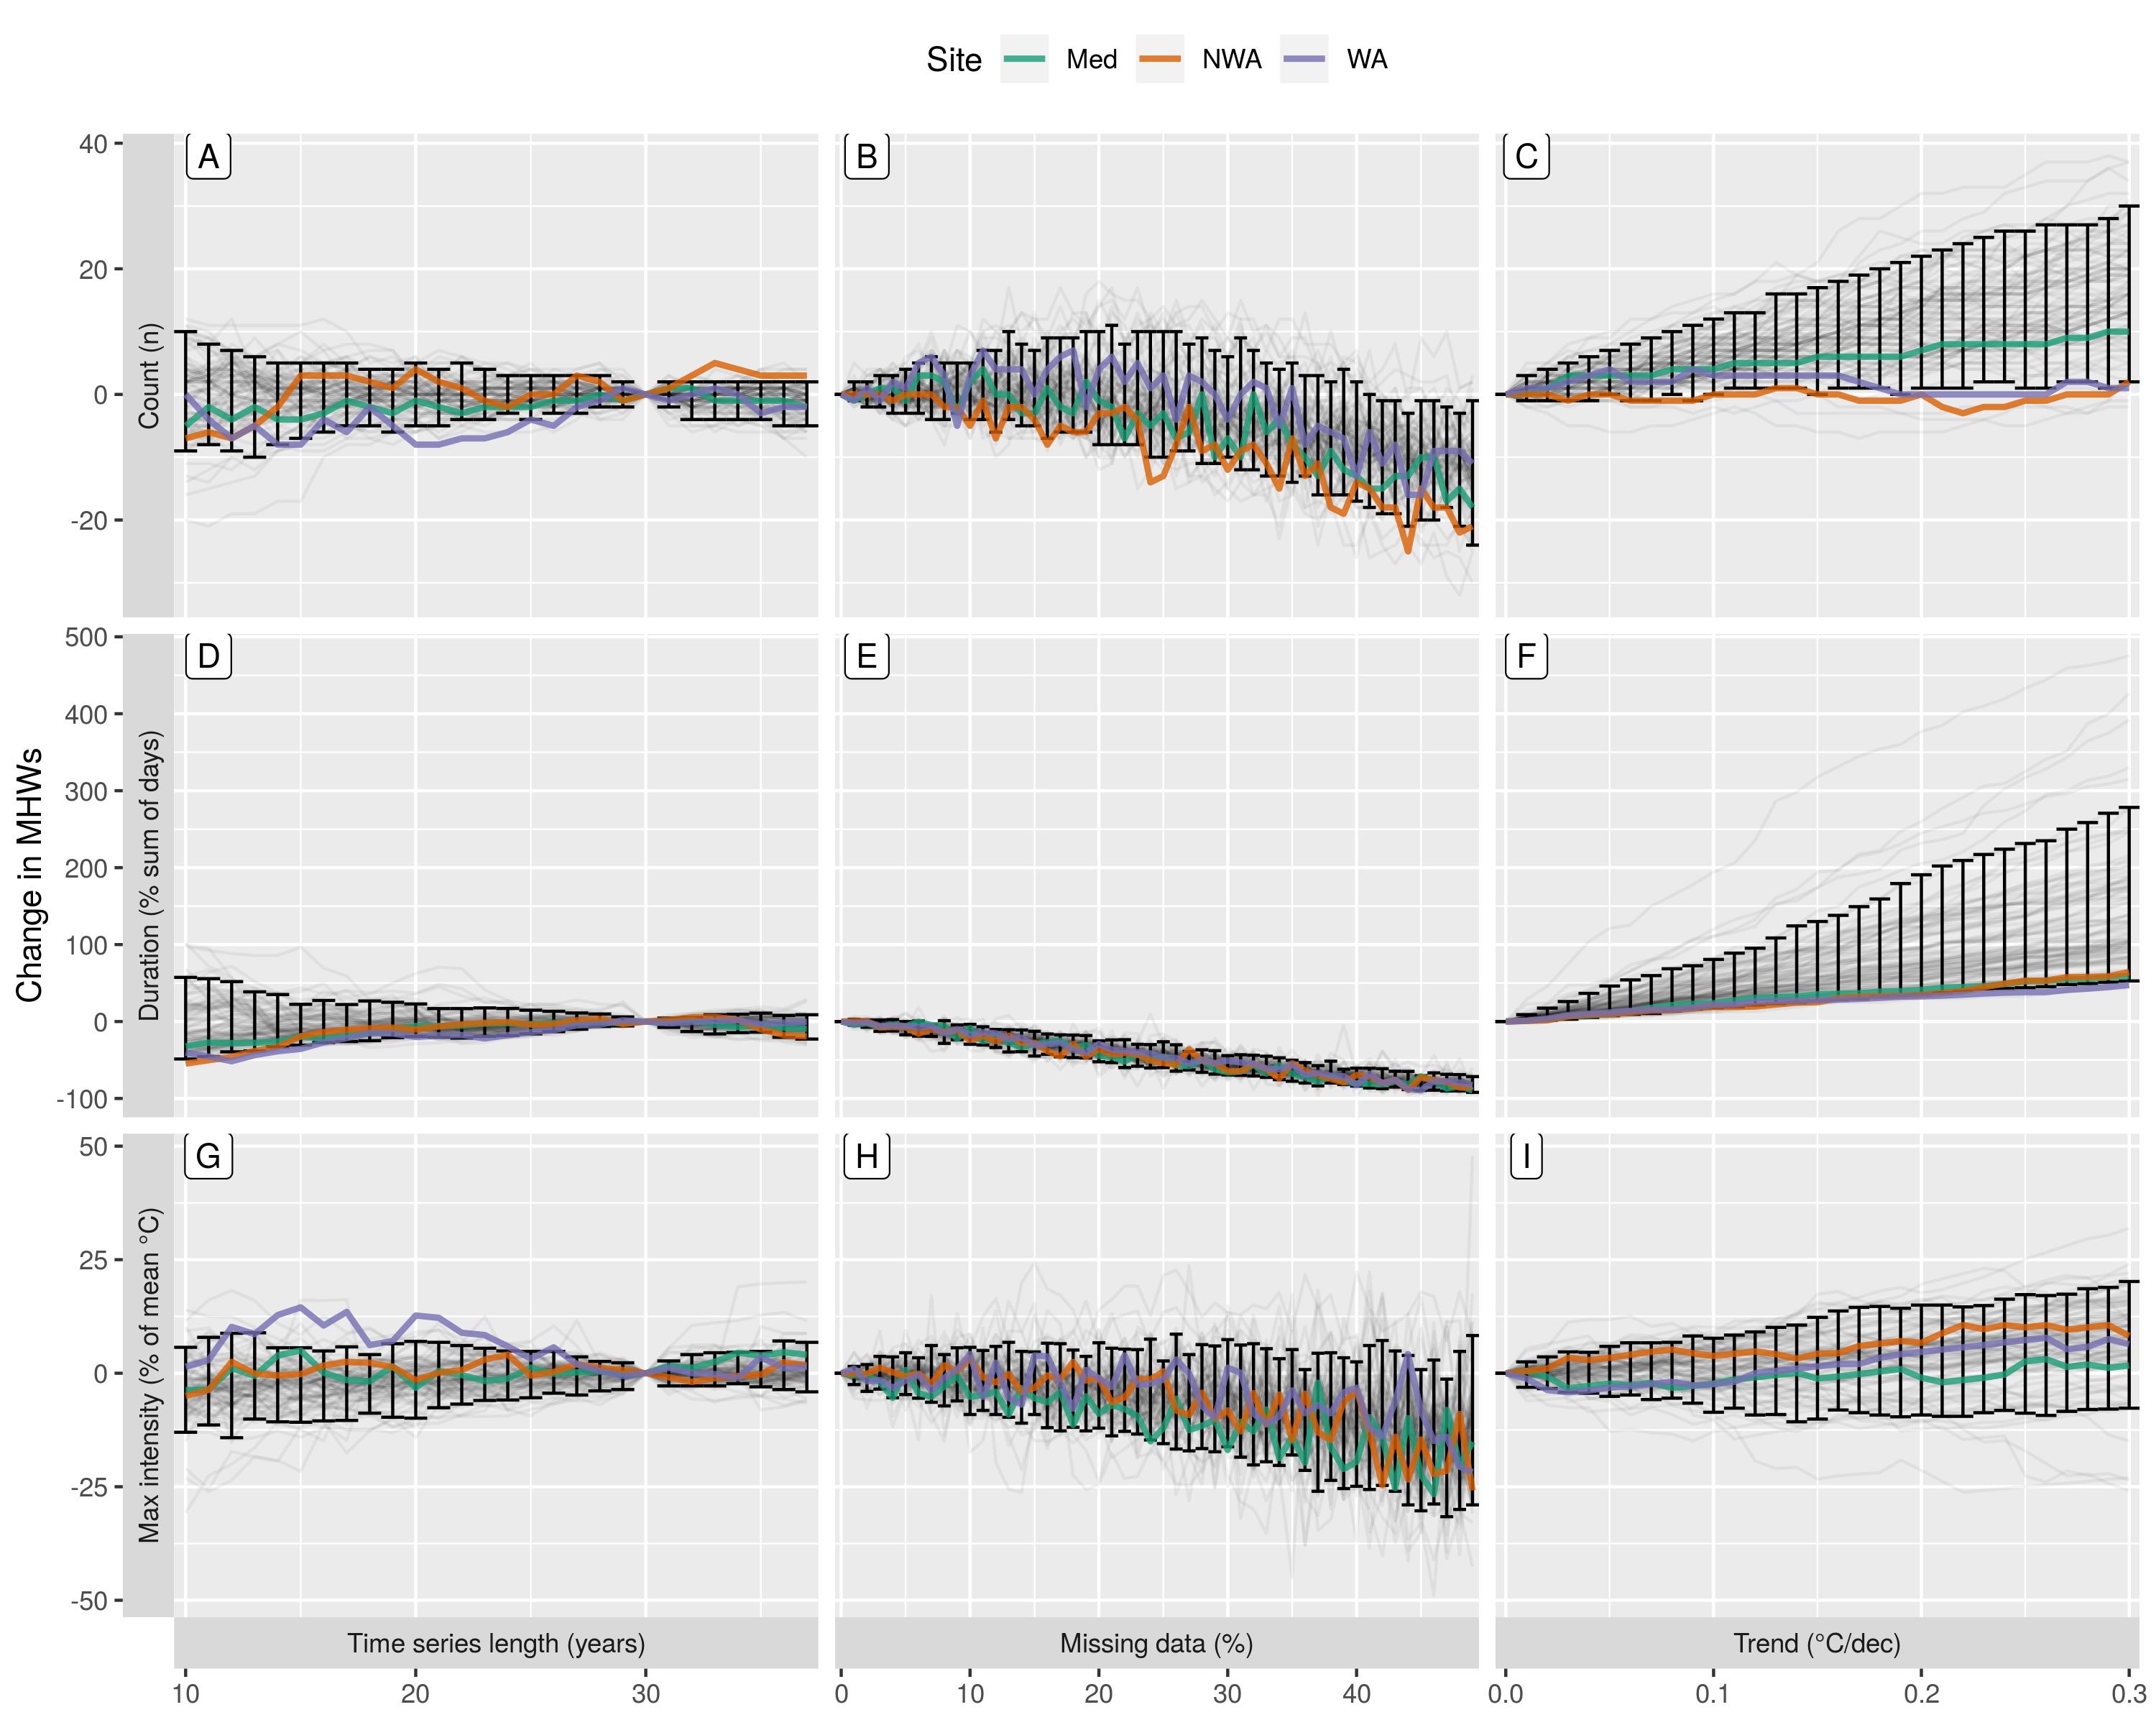 Site Med NWA WA
A B C
40
20
0
-20
Count (n)
D E F
500
400
300
200
100
0
-100
Duration (% sum of days)
Change in MHWs
G H I
50
25
0
-25
-50
Max intensity (% of mean °C)
Time series length (years) Missing data (%) Trend (°C/dec)
10 20 30 0 10 20 30 40 0.0 0.1 0.2 0.3